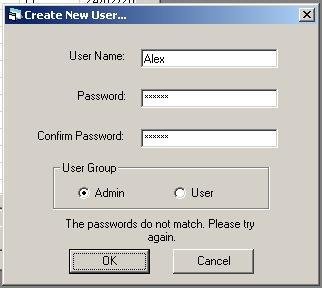 Create New User...
User Name: Alex
Password: ××××××
Confirm Password: ××××××
User Group
Admin User
The passwords do not match. Please try
again.
OK Cancel